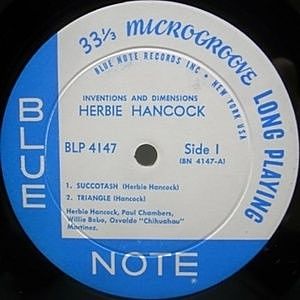 33 1/3 MICROGROOVE LONG PLAYING
BLUE NOTE RECORDS INC • NEW YORK USA
INVENTIONS AND DIMENSIONS
HERBIE HANCOCK
BLP 4147 Side 1
(BN 4147-A)
1. SUCCOTASH (Herbie Hancock)
2. TRIANGLE (Hancock)
Herbie Hancock, Paul Chambers,
Willie Bobo, Osvaldo "Chihuahau"
Martinez.
BLUE
NOTE®